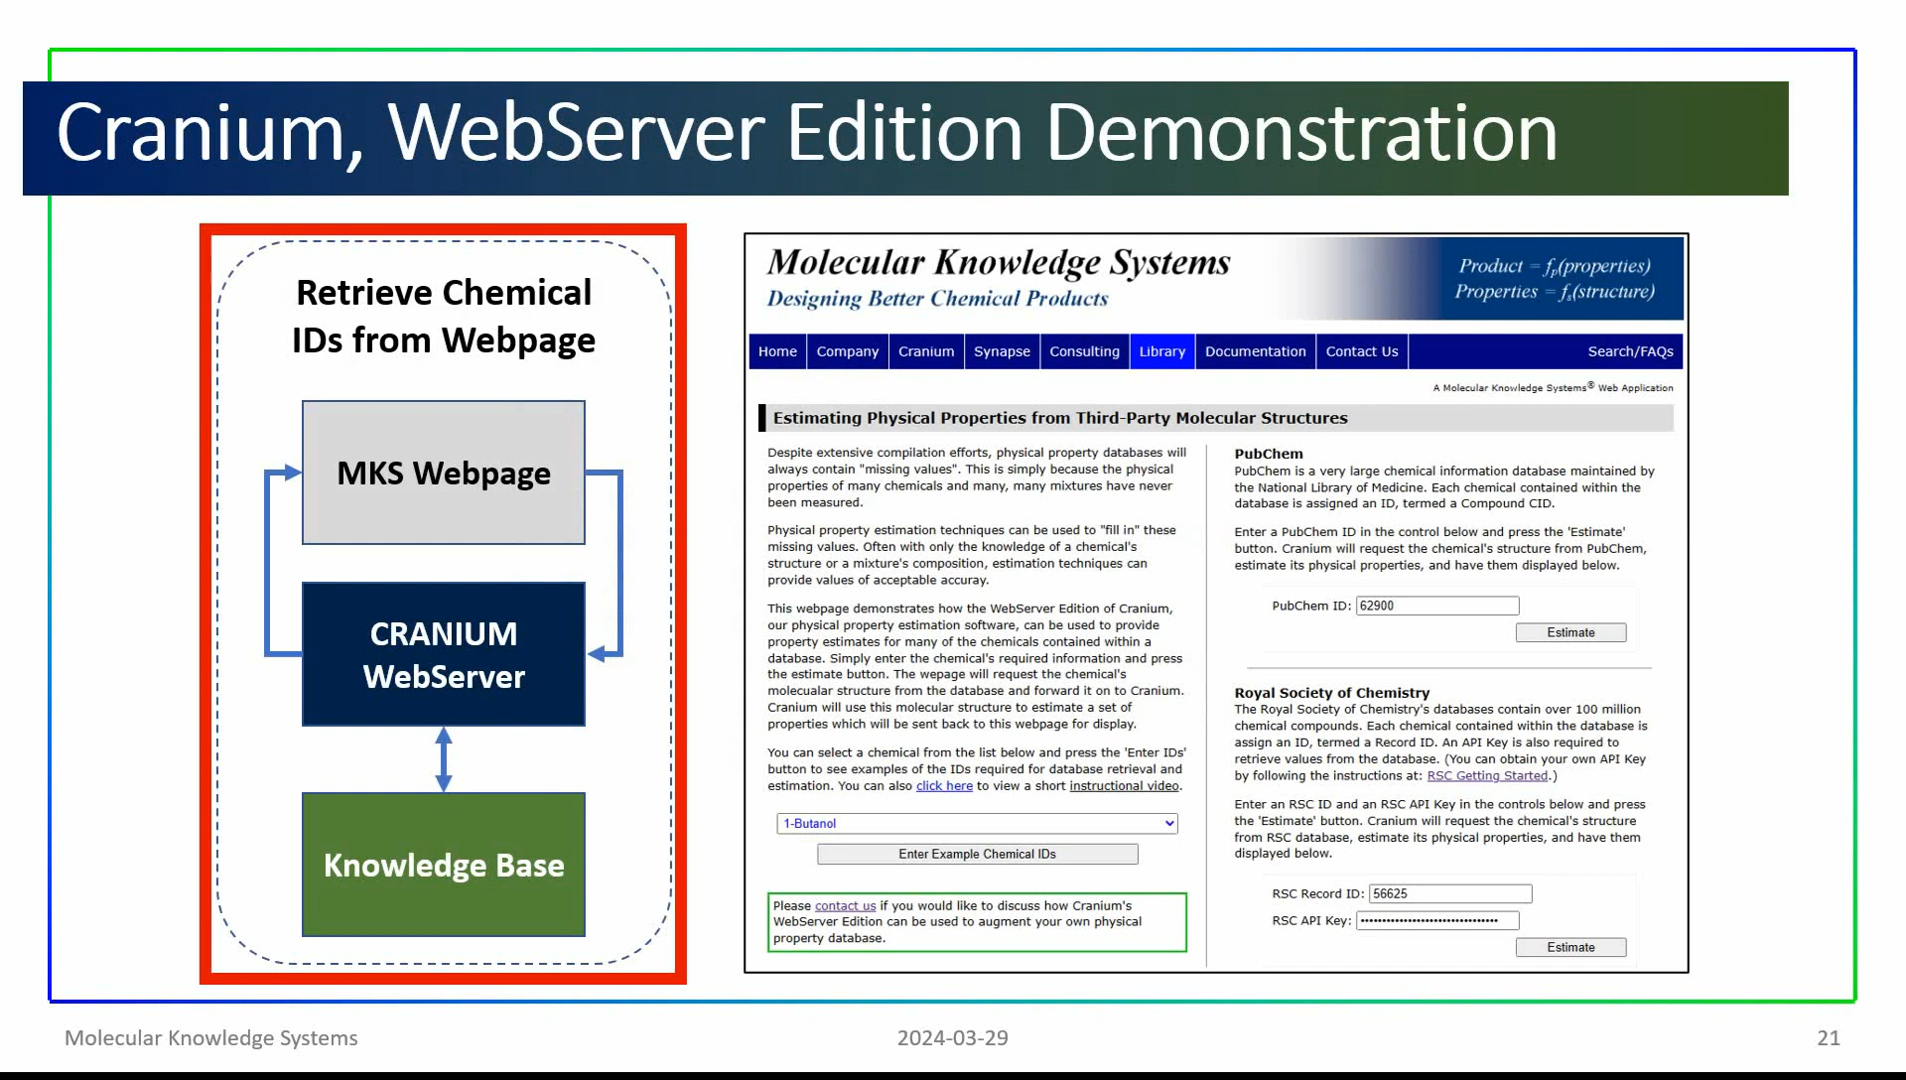 Cranium, WebServer Edition Demonstration
Retrieve Chemical
IDs from Webpage
MKS Webpage
CRANIUM
WebServer
Knowledge Base
Molecular Knowledge Systems
Designing Better Chemical Products
Product = fp(properties)
Properties = fs(structure)
Home Company Cranium Synapse Consulting Library Documentation Contact Us Search/FAQs
A Molecular Knowledge Systems® Web Application
Estimating Physical Properties from Third-Party Molecular Structures
Despite extensive compilation efforts, physical property databases will
always contain "missing values". This is simply because the physical
properties of many chemicals and many, many mixtures have never
been measured.
Physical property estimation techniques can be used to "fill in" these
missing values. Often with only the knowledge of a chemical's
structure or a mixture's composition, estimation techniques can
provide values of acceptable accuray.
This webpage demonstrates how the WebServer Edition of Cranium,
our physical property estimation software, can be used to provide
property estimates for many of the chemicals contained within a
database. Simply enter the chemical's required information and press
the estimate button. The wepage will request the chemical's
molecualar structure from the database and forward it on to Cranium.
Cranium will use this molecular structure to estimate a set of
properties which will be sent back to this webpage for display.
You can select a chemical from the list below and press the 'Enter IDs'
button to see examples of the IDs required for database retrieval and
estimation. You can also click here to view a short instructional video.
1-Butanol
Enter Example Chemical IDs
Please contact us if you would like to discuss how Cranium's
WebServer Edition can be used to augment your own physical
property database.
PubChem
PubChem is a very large chemical information database maintained by
the National Library of Medicine. Each chemical contained within the
database is assigned an ID, termed a Compound CID.
Enter a PubChem ID in the control below and press the 'Estimate'
button. Cranium will request the chemical's structure from PubChem,
estimate its physical properties, and have them displayed below.
PubChem ID: 62900
Estimate
Royal Society of Chemistry
The Royal Society of Chemistry's databases contain over 100 million
chemical compounds. Each chemical contained within the database is
assign an ID, termed a Record ID. An API Key is also required to
retrieve values from the database. (You can obtain your own API Key
by following the instructions at: RSC Getting Started.)
Enter an RSC ID and an RSC API Key in the controls below and press
the 'Estimate' button. Cranium will request the chemical's structure
from RSC database, estimate its physical properties, and have them
displayed below.
RSC Record ID: 56625
RSC API Key: ••••••••••••••••••••••••••••••••
Estimate
Molecular Knowledge Systems
2024-03-29
21